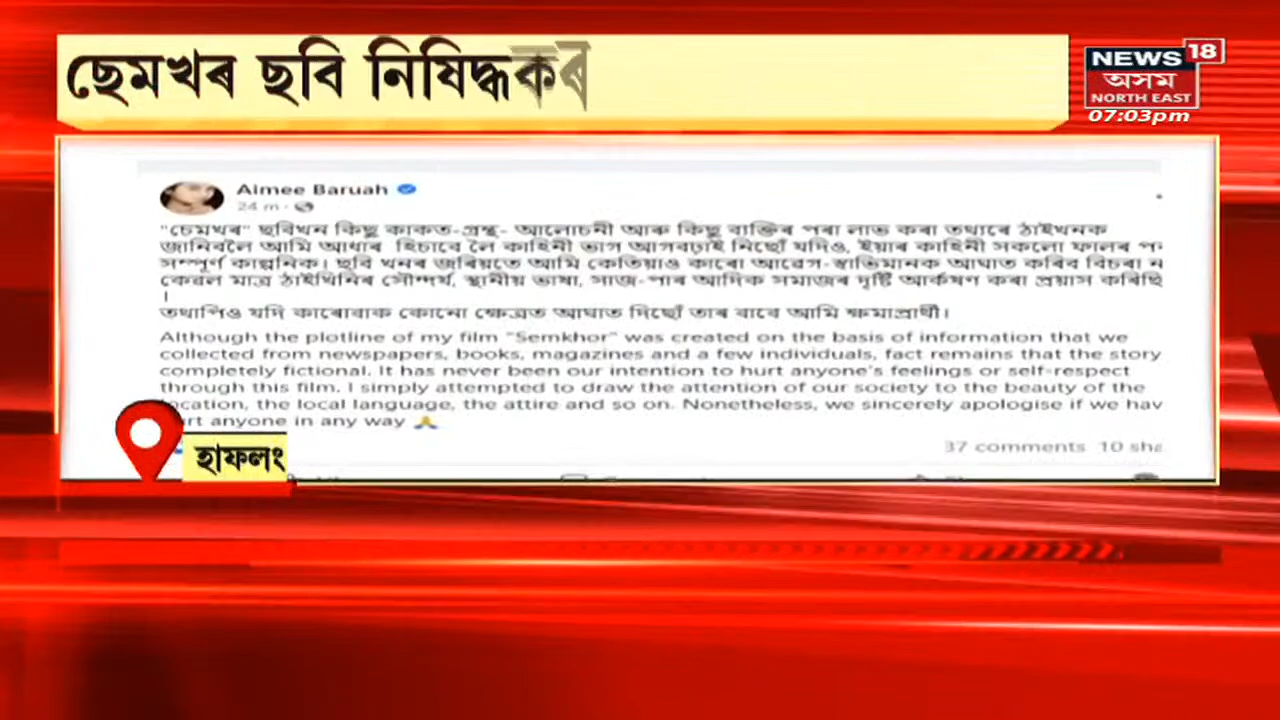 ছেমখৰ ছবি নিষিদ্ধকৰ
NEWS 18
অসম
NORTH EAST
07:03pm
Aimee Baruah
24 m
"চেমখৰ" ছবিখন কিছু কাকত-গ্ৰন্থ- আলোচনী আৰু কিছু ব্যক্তিৰ পৰা লাভ কৰা তথ্যৰে ঠাইখনক
জানিবলৈ আমি আধাৰ হিচাবে লৈ কাহিনী ভাগ আগবঢ়াই নিছোঁ যদিও, ইয়াৰ কাহিনী সকলো ফালৰ প
সম্পূৰ্ণ কাল্পনিক। ছবি খনৰ জৰিয়তে আমি কেতিয়াও কাৰো আৱেগ-স্বাভিমানক আঘাত কৰিব বিচৰা ন
কেৱল মাত্ৰ ঠাইখিনিৰ সৌন্দৰ্য, স্থানীয় ভাষা, সাজ-পাৰ আদিক সমাজৰ দৃষ্টি আৰ্কষণ কৰা প্ৰয়াস কৰিছি
।
তথাপিও যদি কাৰোবাক কোনো ক্ষেত্ৰত আঘাত দিছোঁ তাৰ বাবে আমি ক্ষমাপ্ৰাৰ্থী।
Although the plotline of my film "Semkhor" was created on the basis of information that we
collected from newspapers, books, magazines and a few individuals, fact remains that the story
completely fictional. It has never been our intention to hurt anyone's feelings or self-respect
through this film. I simply attempted to draw the attention of our society to the beauty of the
ocation, the local language, the attire and so on. Nonetheless, we sincerely apologise if we hav
urt anyone in any way
37 comments 10 sha
হাফলং